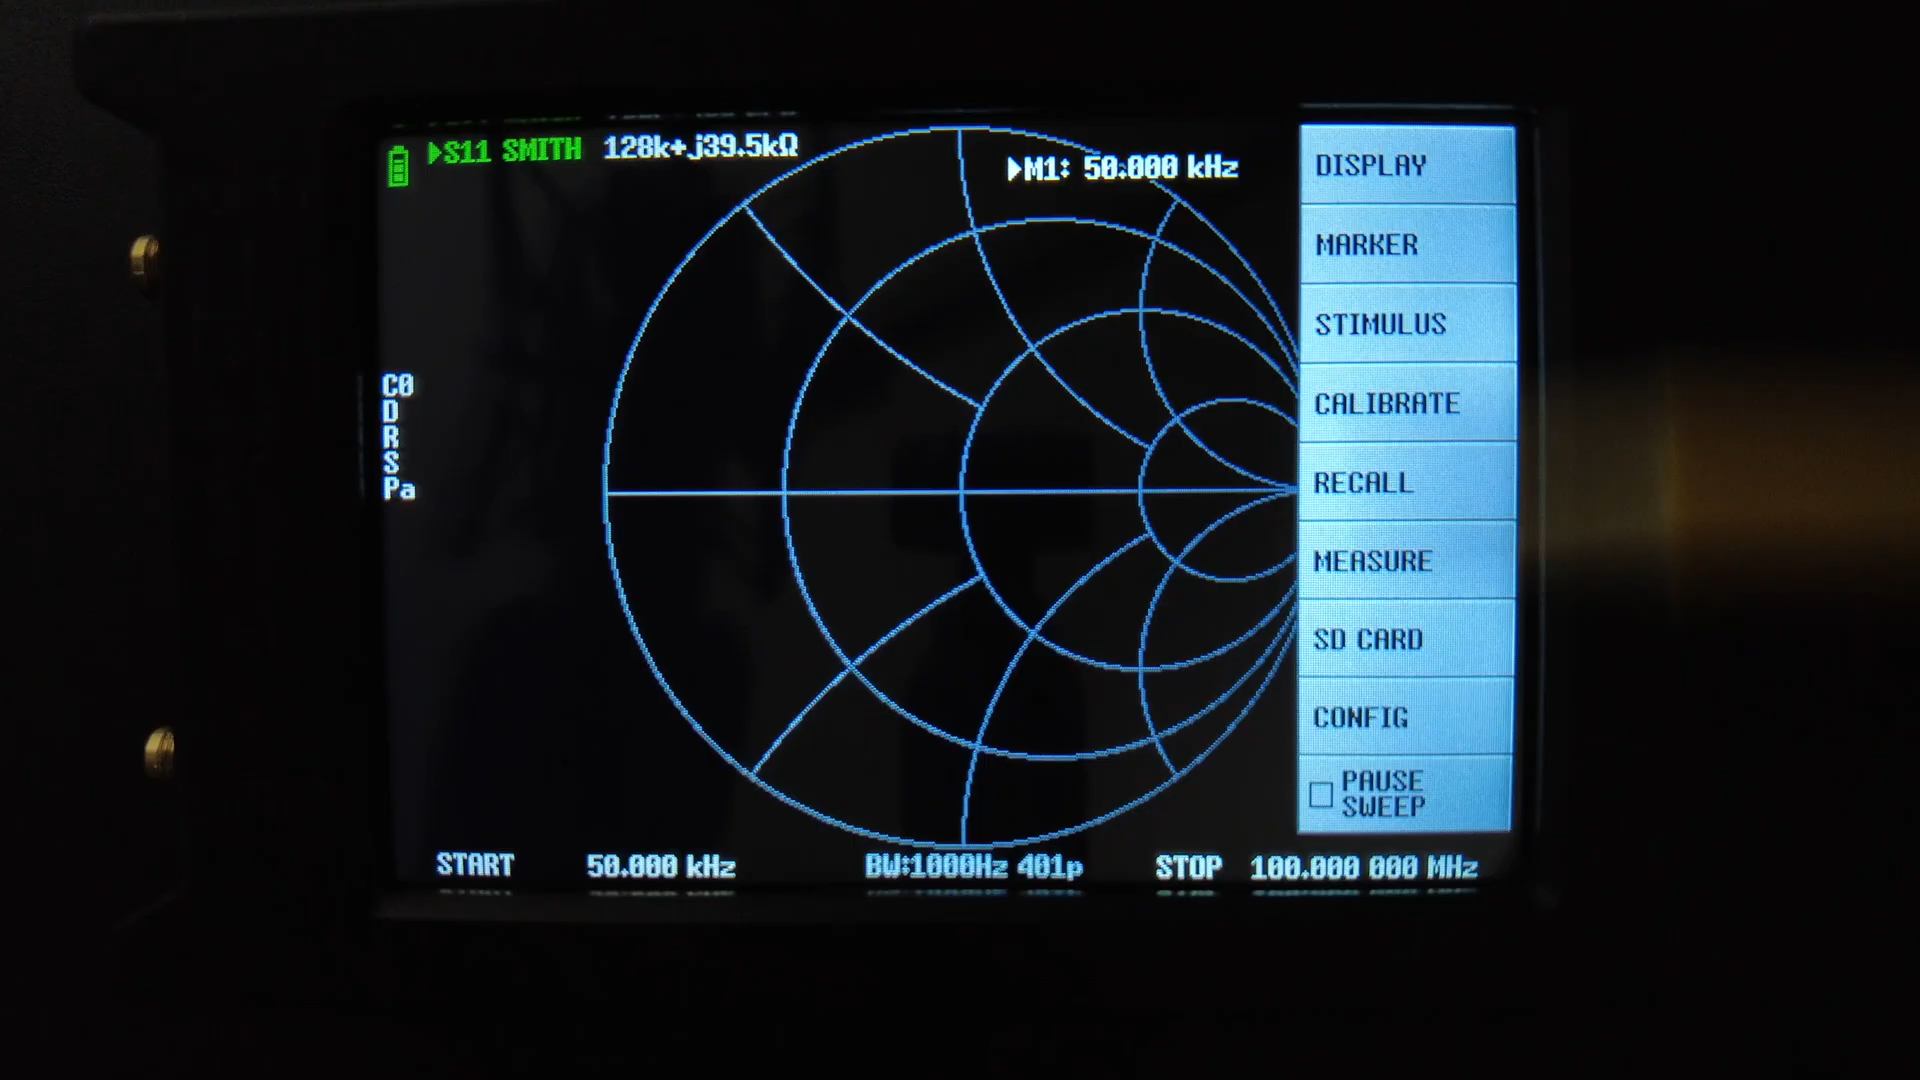 ▶S11 SMITH 128k+j39.5kΩ
▶M1: 50.000 kHz
C0
D
R
S
Pa
DISPLAY
MARKER
STIMULUS
CALIBRATE
RECALL
MEASURE
SD CARD
CONFIG
PAUSE
SWEEP
START 50.000 kHz BW:1000Hz 401p STOP 100.000 000 MHz